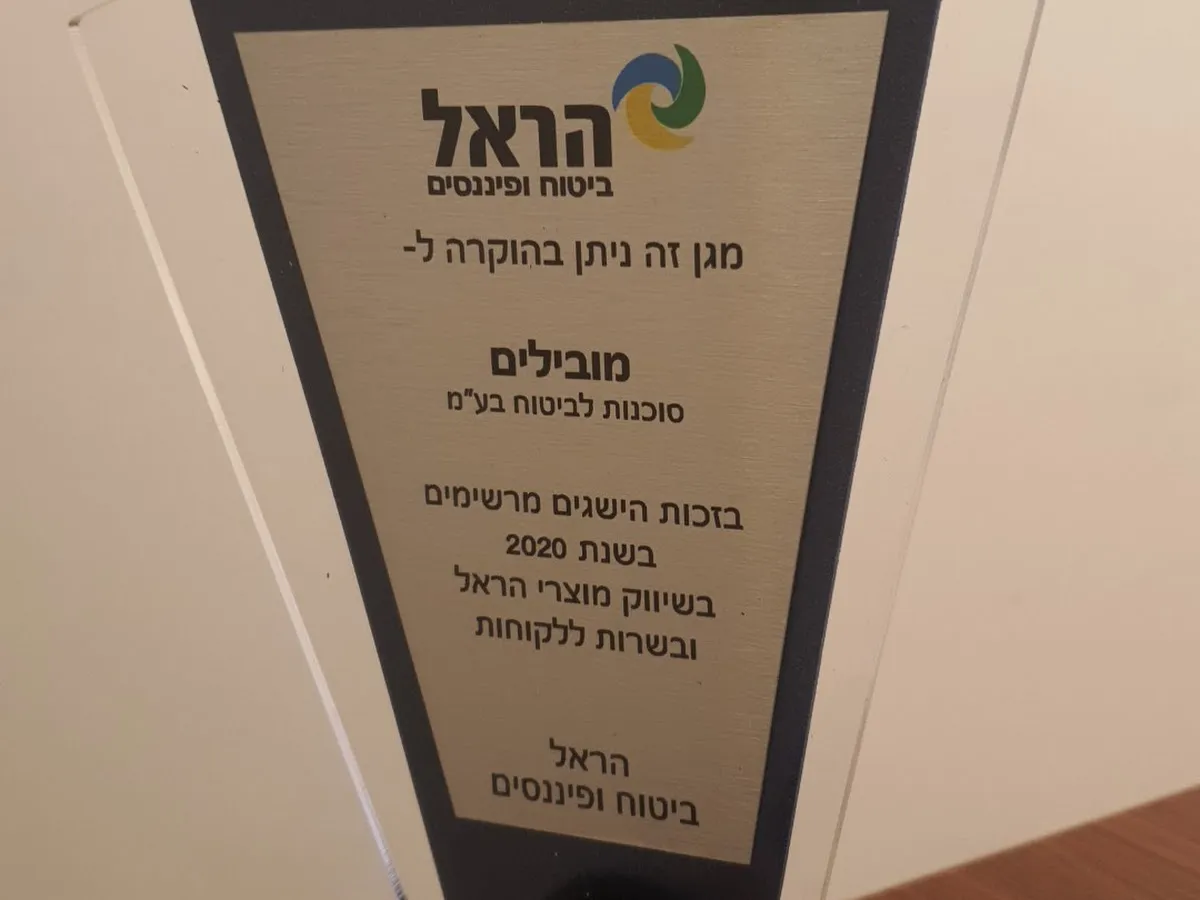 הראל
ביטוח ופיננסים
מגן זה ניתן בהוקרה ל-
מובילים
סוכנות לביטוח בע"מ
בזכות הישגים מרשימים
בשנת 2020
בשיווק מוצרי הראל
ובשרות ללקוחות
הראל
ביטוח ופיננסים